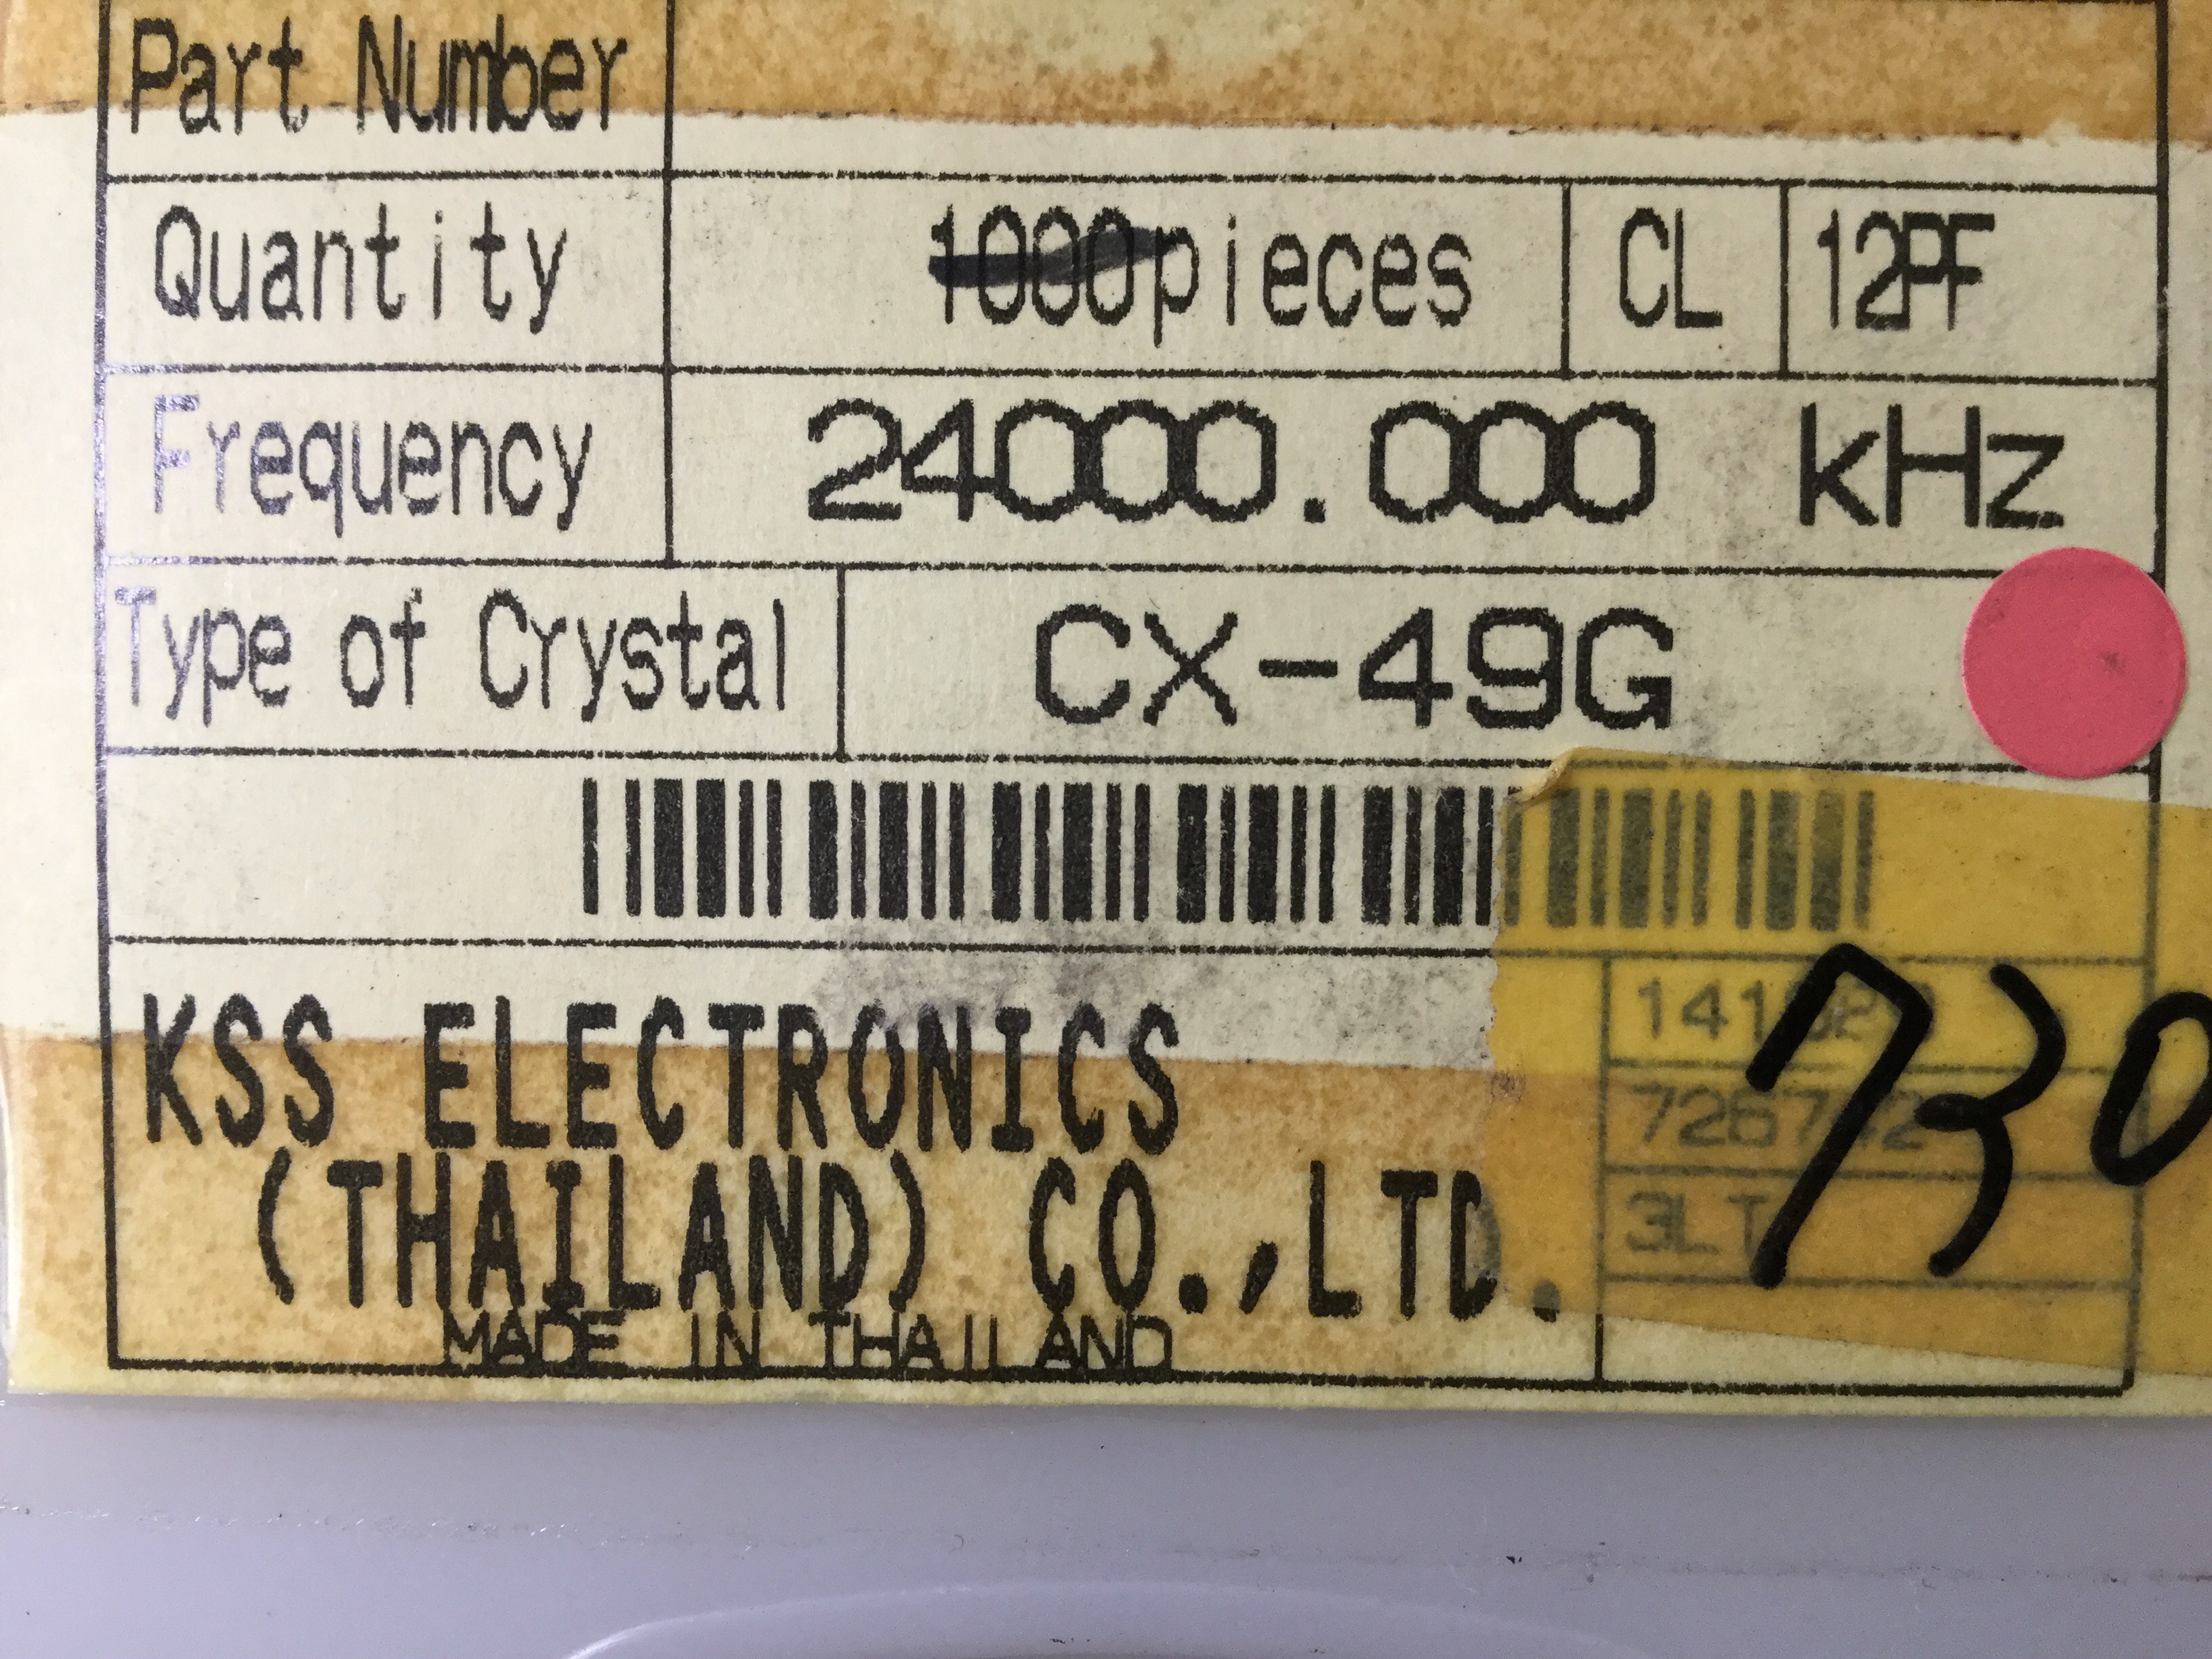 Part Number
Quantity 1000pieces CL 12PF
Frequency 24000.000 kHz
Type of Crystal CX-49G
KSS ELECTRONICS
(THAILAND) CO.,LTD.
MADE IN THAILAND
730